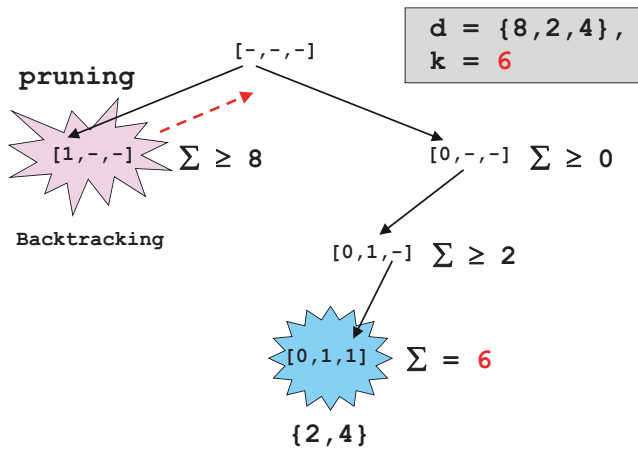 d = {8,2,4},
k = 6
[-,-,-]
pruning
[1,-,-] Σ ≥ 8
[0,-,-] Σ ≥ 0
Backtracking
[0,1,-] Σ ≥ 2
[0,1,1] Σ = 6
{2,4}